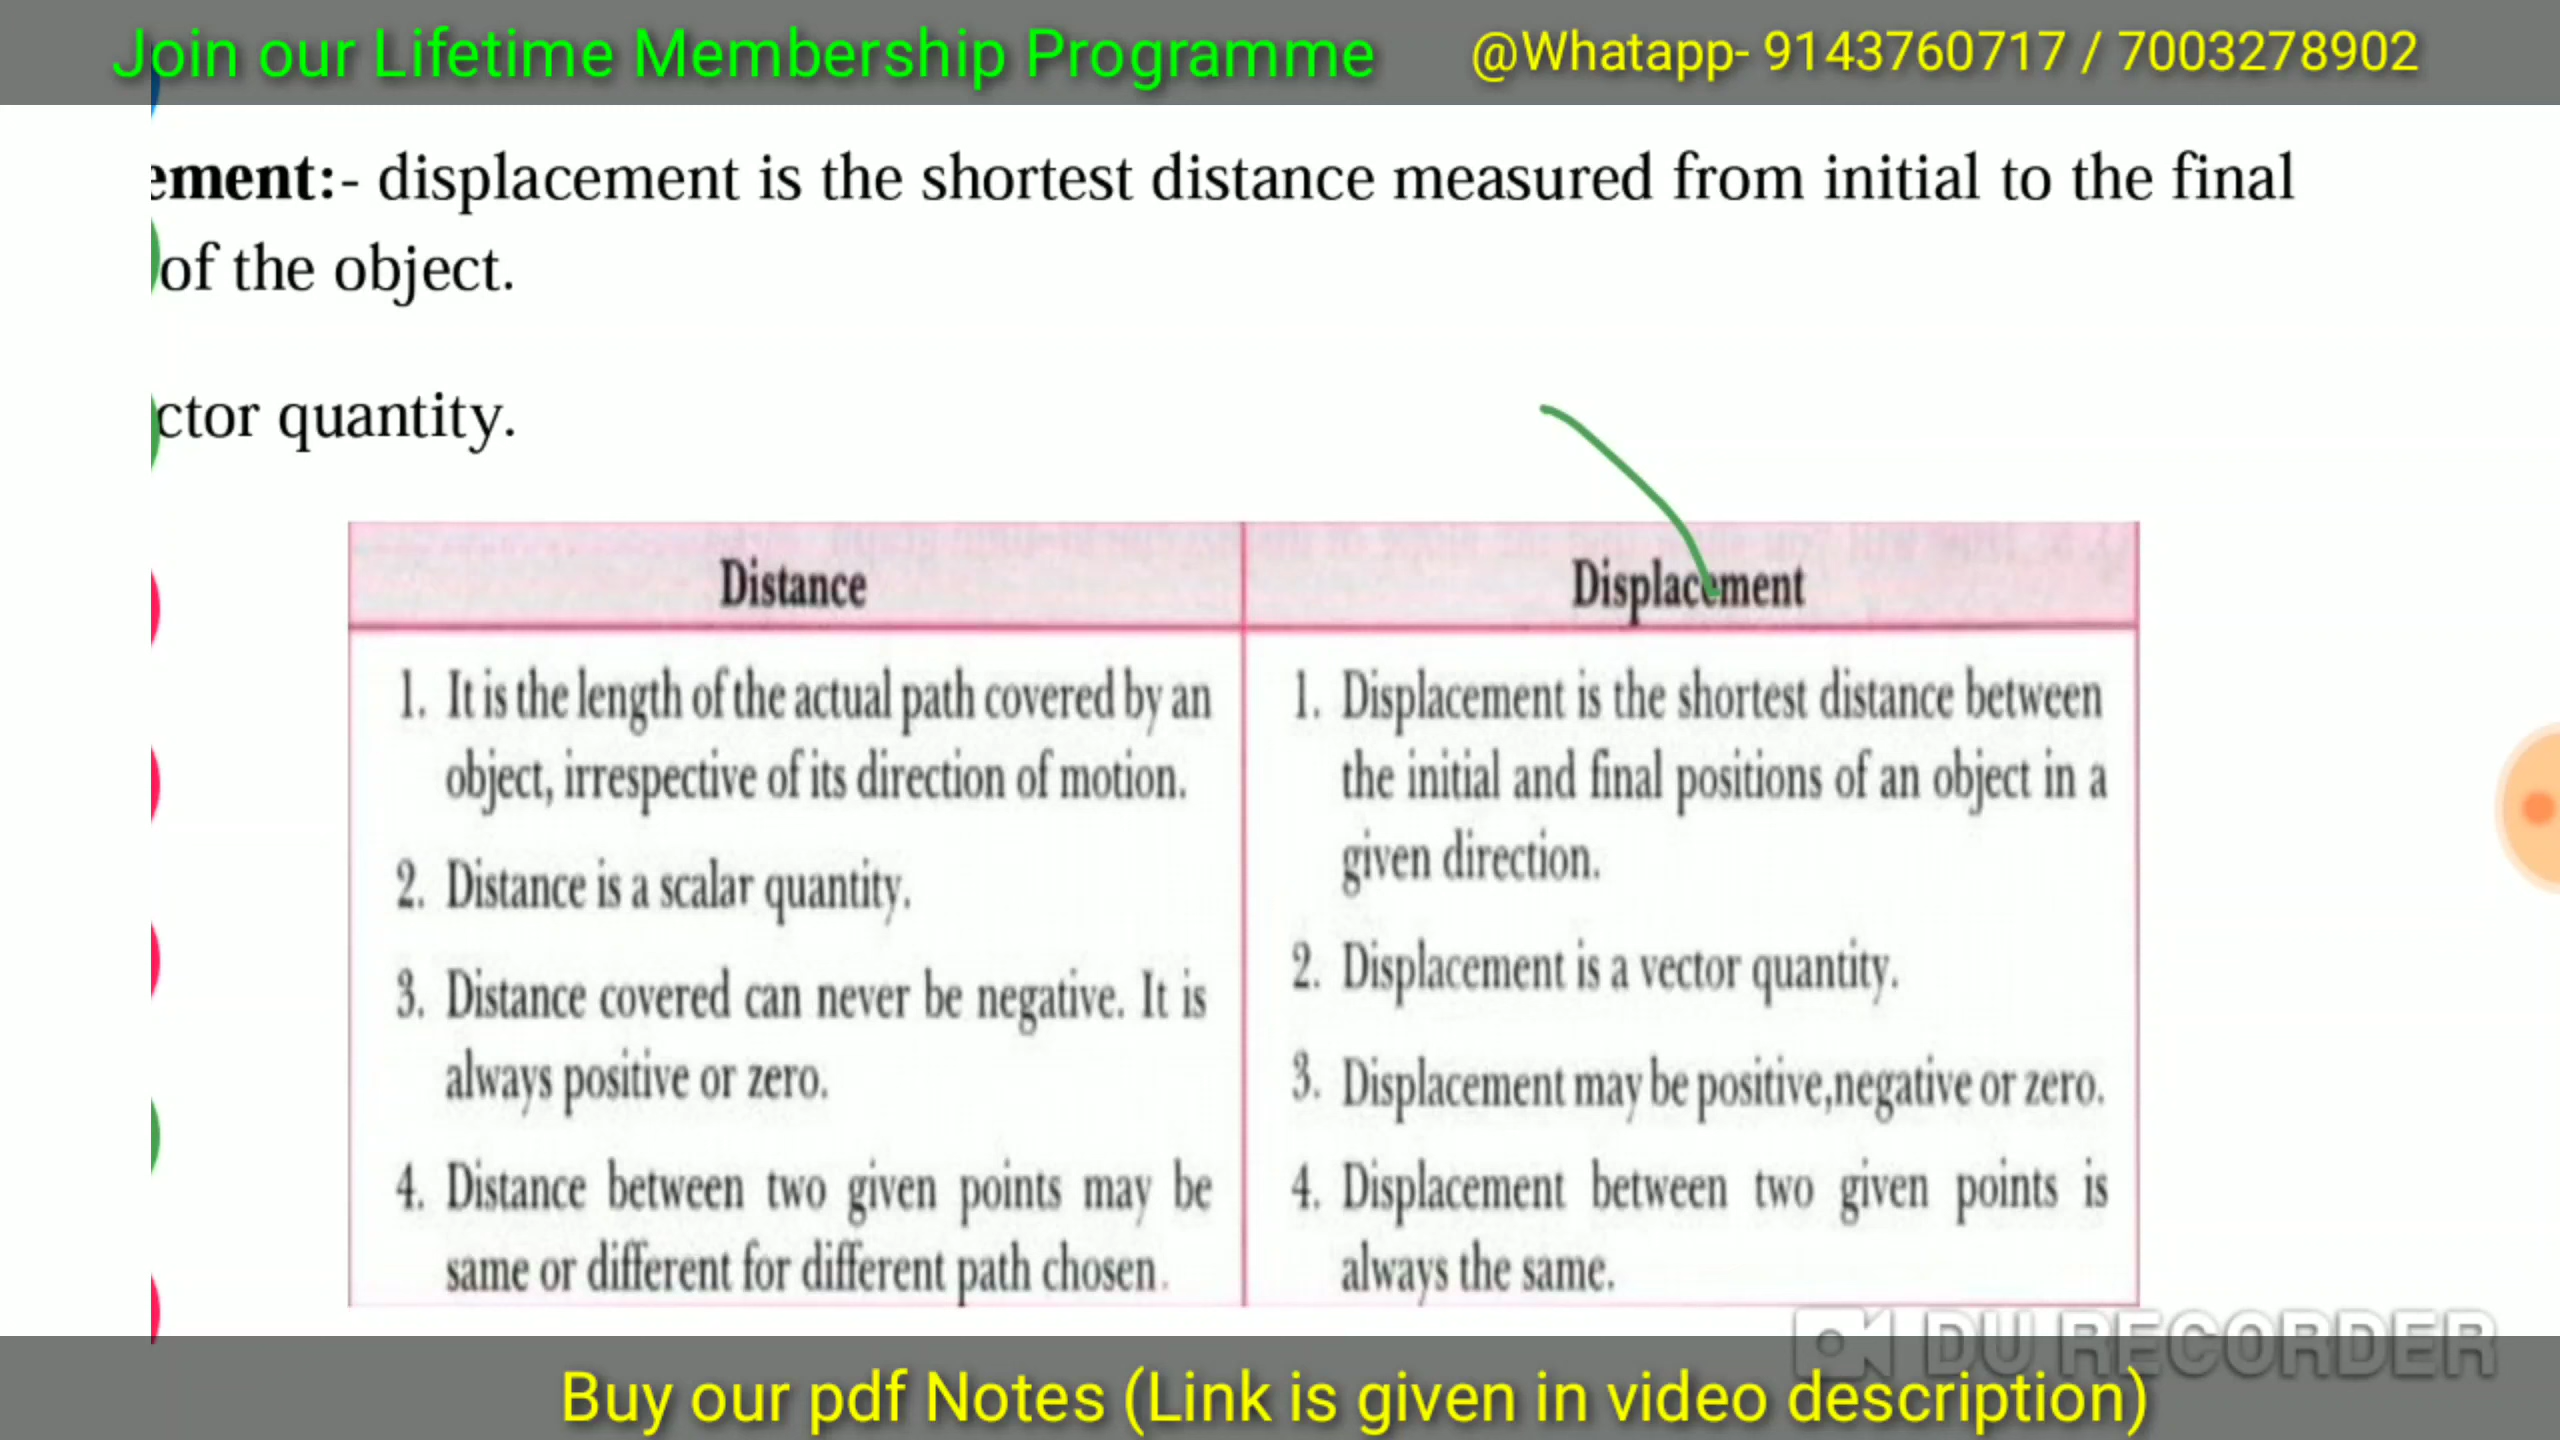 Join our Lifetime Membership Programme @Whatapp- 9143760717 / 7003278902
ement:- displacement is the shortest distance measured from initial to the final
of the object.
ctor quantity.
Distance
1. It is the length of the actual path covered by an
object, irrespective of its direction of motion.
2. Distance is a scalar quantity.
3. Distance covered can never be negative. It is
always positive or zero.
4. Distance between two given points may be
same or different for different path chosen.
Displacement
1. Displacement is the shortest distance between
the initial and final positions of an object in a
given direction.
2. Displacement is a vector quantity.
3. Displacement may be positive,negative or zero.
4. Displacement between two given points is
always the same.
DU RECORDER
Buy our pdf Notes (Link is given in video description)